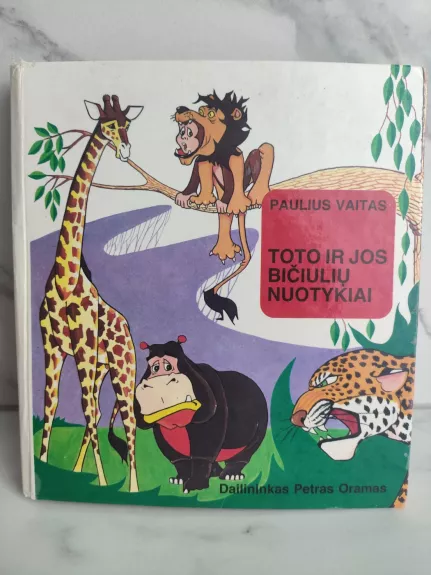 PAULIUS VAITAS
TOTO IR JOS
BIČIULIŲ
NUOTYKIAI
Dailininkas Petras Oramas